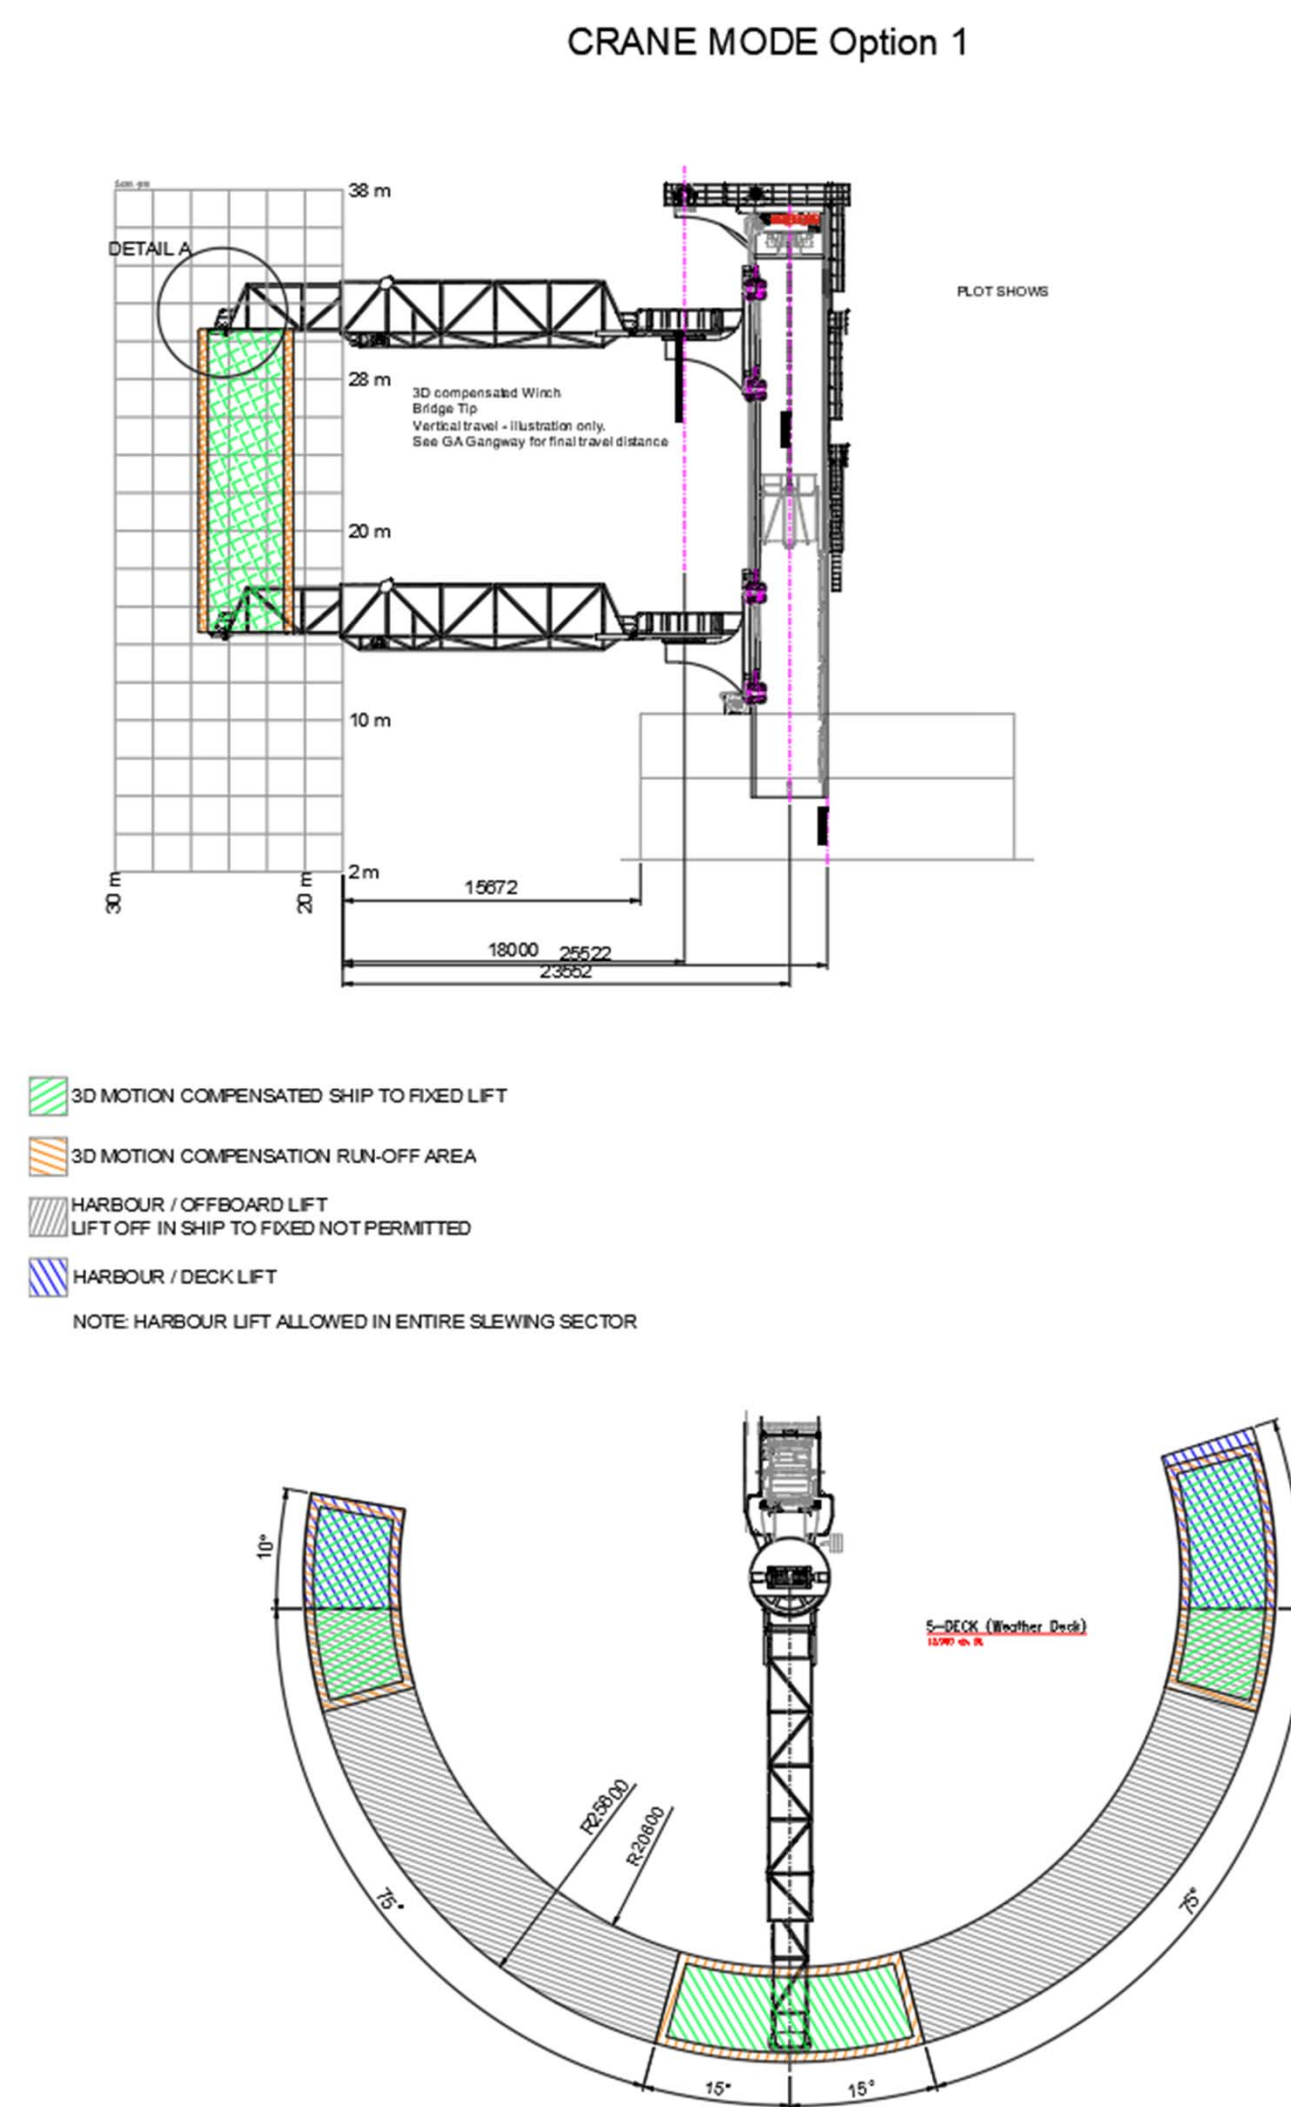 CRANE MODE Option 1
38 m
DETAIL A
PLOT SHOWS
28 m
3D compensated Winch
Bridge Tip
Vertical travel - illustration only.
See GA Gangway for final travel distance
20 m
10 m
2 m
30 m
20 m
15672
18000
25522
23552
3D MOTION COMPENSATED SHIP TO FIXED LIFT
3D MOTION COMPENSATION RUN-OFF AREA
HARBOUR / OFFBOARD LIFT
LIFT OFF IN SHIP TO FIXED NOT PERMITTED
HARBOUR / DECK LIFT
NOTE: HARBOUR LIFT ALLOWED IN ENTIRE SLEWING SECTOR
10°
5-DECK (Weather Deck)
R25600
R20600
75°
75°
15°
15°